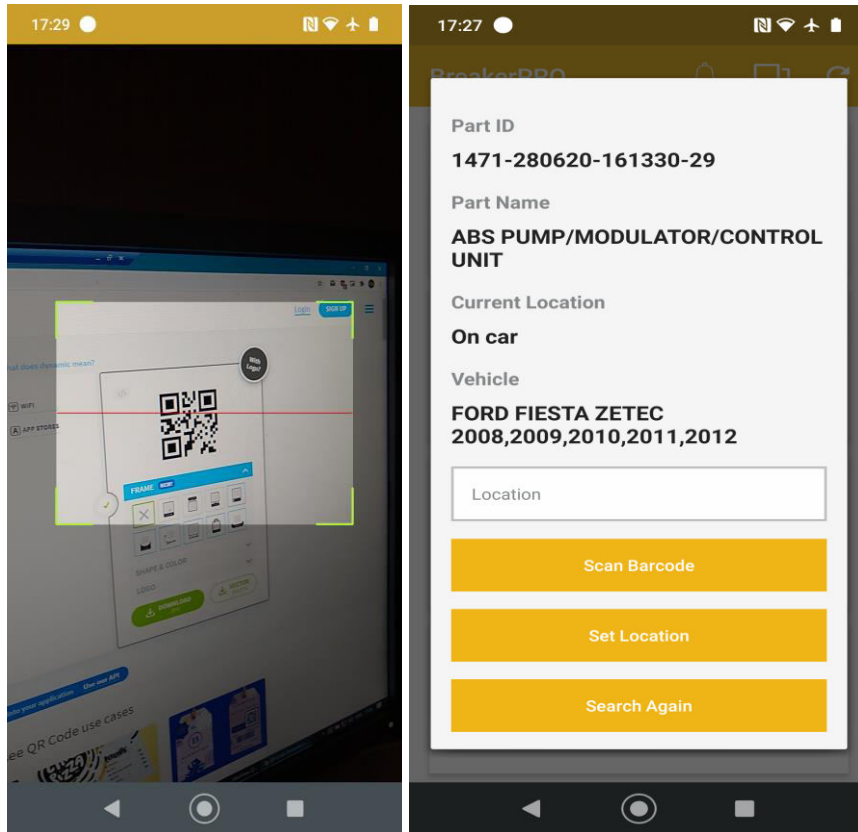 17:29
Login
SIGN UP
hat does dynamic mean?
With
Logo?
WIFI
APP STORES
FRAME
SHAPE & COLOR
LOGO
DOWNLOAD
VECTOR
into your application Use our API
ee QR Code use cases
17:27
BreakerPRO
Part ID
1471-280620-161330-29
Part Name
ABS PUMP/MODULATOR/CONTROL
UNIT
Current Location
On car
Vehicle
FORD FIESTA ZETEC
2008,2009,2010,2011,2012
Location
Scan Barcode
Set Location
Search Again